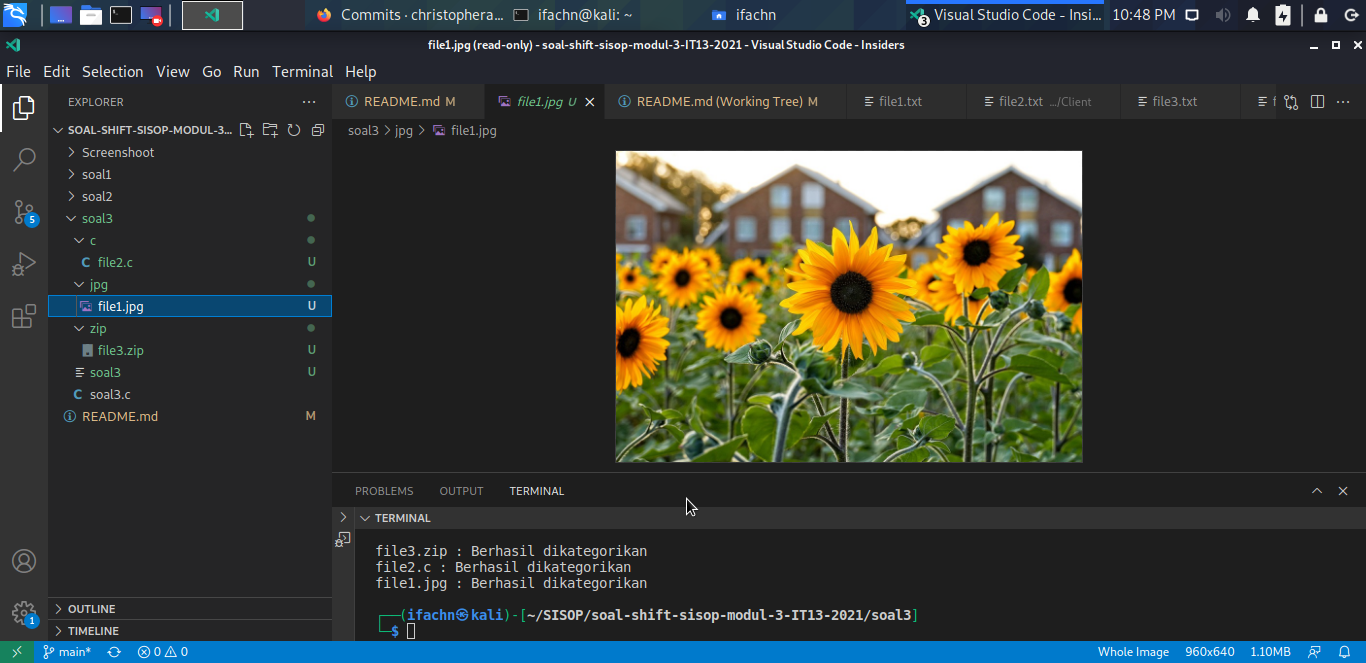 Commits · christophera...
ifachn@kali: ~
ifachn
3
Visual Studio Code - Insi...
10:48 PM
file1.jpg (read-only) - soal-shift-sisop-modul-3-IT13-2021 - Visual Studio Code - Insiders
File Edit Selection View Go Run Terminal Help
EXPLORER
README.md M
file1.jpg U
README.md (Working Tree) M
file1.txt
file2.txt .../Client
file3.txt
SOAL-SHIFT-SISOP-MODUL-3...
soal3 > jpg > file1.jpg
Screenshoot
soal1
soal2
soal3
c
C file2.c U
jpg
file1.jpg U
zip
file3.zip U
soal3 U
C soal3.c
README.md M
5
PROBLEMS OUTPUT TERMINAL
TERMINAL
file3.zip : Berhasil dikategorikan
file2.c : Berhasil dikategorikan
file1.jpg : Berhasil dikategorikan
(ifachn㉿kali)-[~/SISOP/soal-shift-sisop-modul-3-IT13-2021/soal3]
$
1
OUTLINE
TIMELINE
main* 0 0
Whole Image 960x640 1.10MB